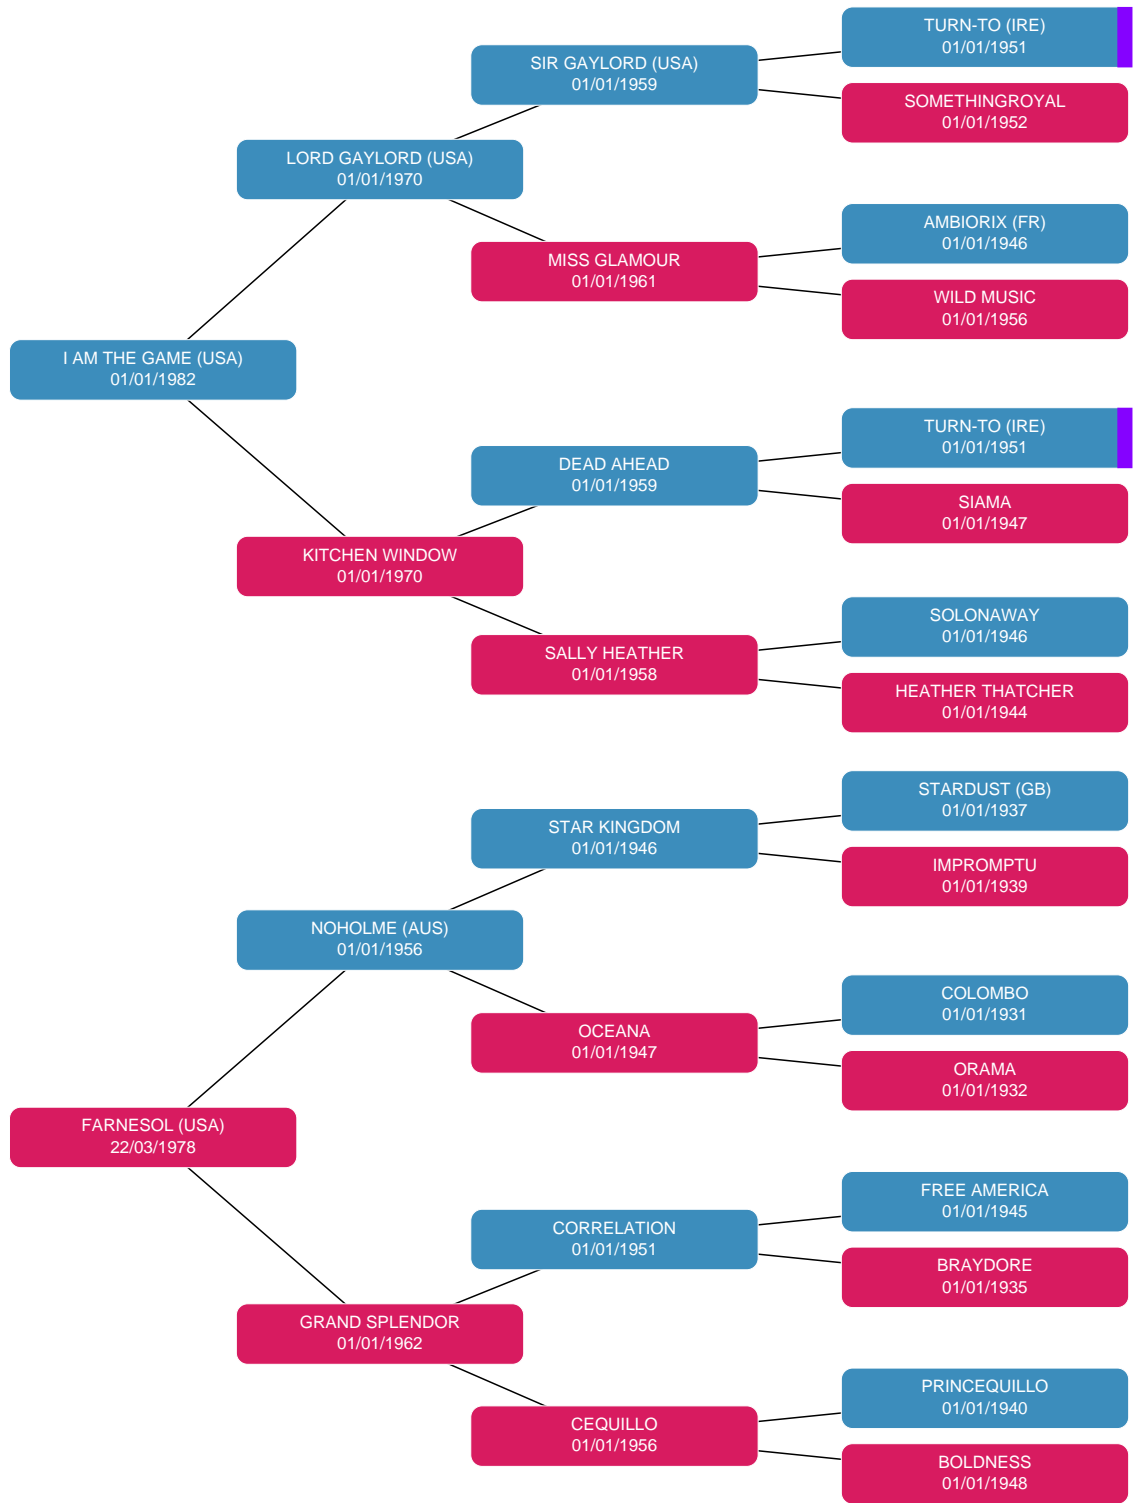 TURN-TO (IRE)
01/01/1951
SIR GAYLORD (USA)
01/01/1959
SOMETHINGROYAL
01/01/1952
LORD GAYLORD (USA)
01/01/1970
AMBIORIX (FR)
01/01/1946
MISS GLAMOUR
01/01/1961
WILD MUSIC
01/01/1956
I AM THE GAME (USA)
01/01/1982
TURN-TO (IRE)
01/01/1951
DEAD AHEAD
01/01/1959
SIAMA
01/01/1947
KITCHEN WINDOW
01/01/1970
SOLONAWAY
01/01/1946
SALLY HEATHER
01/01/1958
HEATHER THATCHER
01/01/1944
STARDUST (GB)
01/01/1937
STAR KINGDOM
01/01/1946
IMPROMPTU
01/01/1939
NOHOLME (AUS)
01/01/1956
COLOMBO
01/01/1931
OCEANA
01/01/1947
ORAMA
01/01/1932
FARNESOL (USA)
22/03/1978
FREE AMERICA
01/01/1945
CORRELATION
01/01/1951
BRAYDORE
01/01/1935
GRAND SPLENDOR
01/01/1962
PRINCEQUILLO
01/01/1940
CEQUILLO
01/01/1956
BOLDNESS
01/01/1948